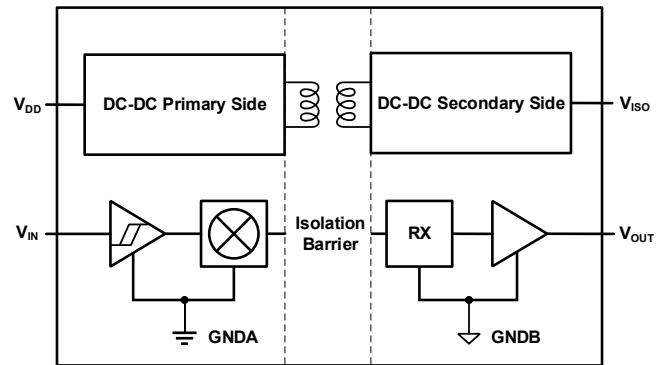 DC-DC Primary Side
DC-DC Secondary Side
VDD
VISO
VIN
Isolation
Barrier
RX
VOUT
GNDA
GNDB